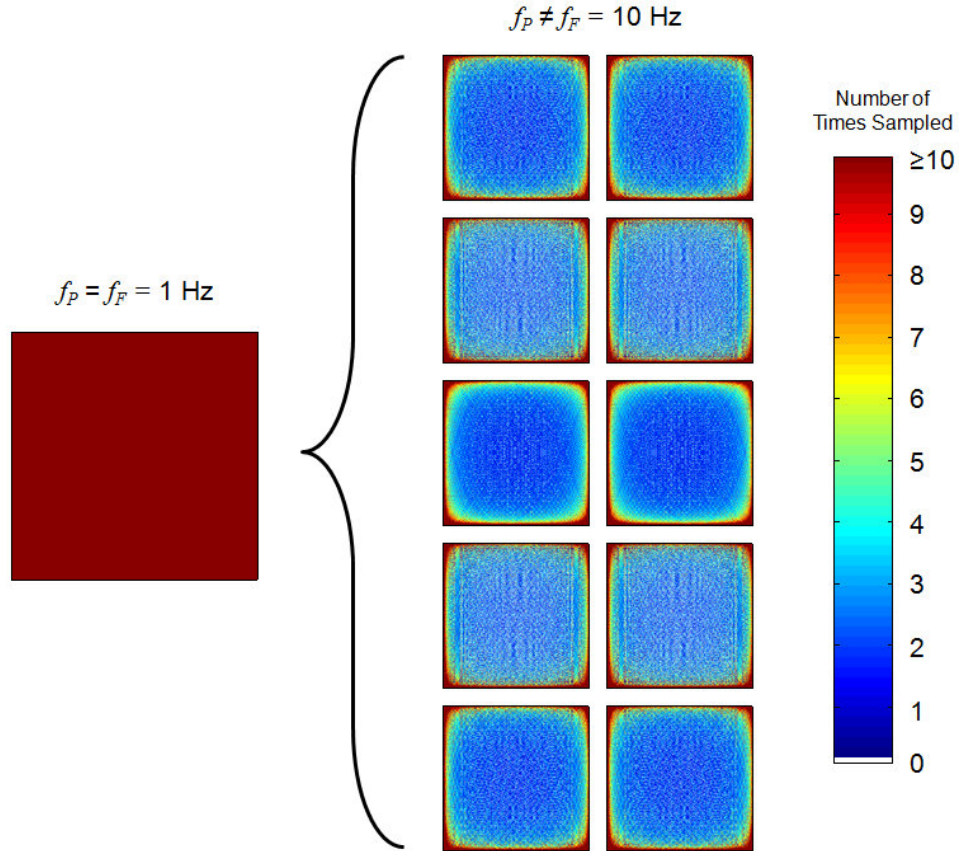 f_P ≠ f_F = 10 Hz
Number of
Times Sampled
≥10
9
8
7
6
5
4
3
2
1
0
f_P = f_F = 1 Hz